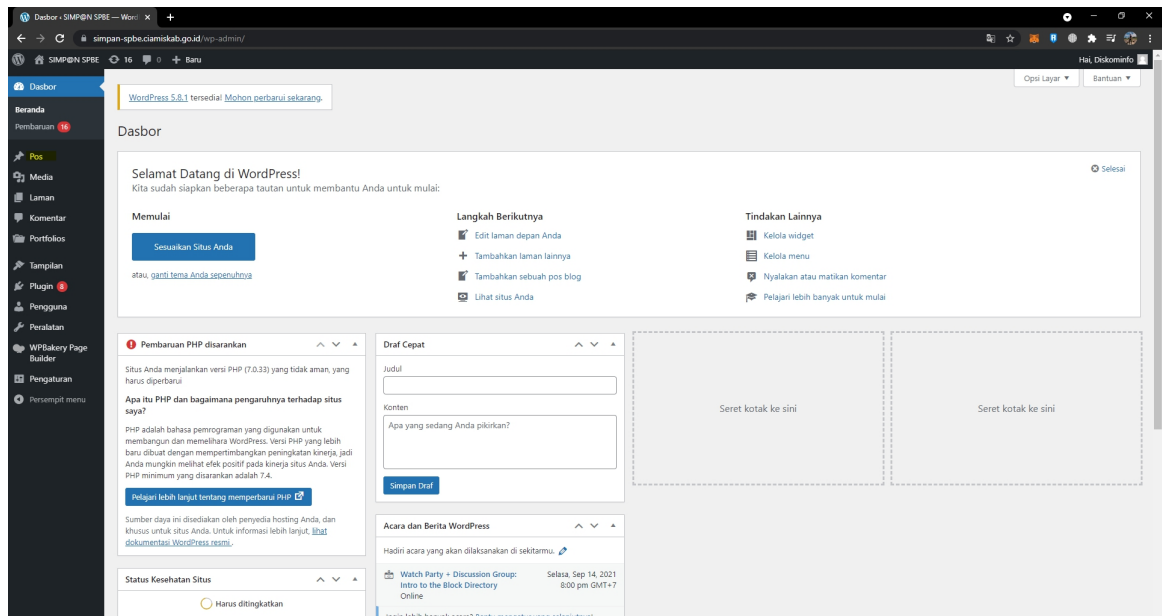 Dasbor ‹ SIMP@N SPBE — Word
simpan-spbe.ciamiskab.go.id/wp-admin/
SIMP@N SPBE 16 0 + Baru
Hai, Diskominfo
Dasbor
Beranda
Pembaruan 16
Pos
Media
Laman
Komentar
Portfolios
Tampilan
Plugin 8
Pengguna
Peralatan
WPBakery Page
Builder
Pengaturan
Persempit menu
Opsi Layar
Bantuan
WordPress 5.8.1 tersedia! Mohon perbarui sekarang.
Dasbor
Selamat Datang di WordPress!
Selesai
Kita sudah siapkan beberapa tautan untuk membantu Anda untuk mulai:
Memulai
Sesuaikan Situs Anda
atau, ganti tema Anda sepenuhnya
Langkah Berikutnya
Edit laman depan Anda
Tambahkan laman lainnya
Tambahkan sebuah pos blog
Lihat situs Anda
Tindakan Lainnya
Kelola widget
Kelola menu
Nyalakan atau matikan komentar
Pelajari lebih banyak untuk mulai
Pembaruan PHP disarankan
Situs Anda menjalankan versi PHP (7.0.33) yang tidak aman, yang
harus diperbarui
Apa itu PHP dan bagaimana pengaruhnya terhadap situs
saya?
PHP adalah bahasa pemrograman yang digunakan untuk
membangun dan memelihara WordPress. Versi PHP yang lebih
baru dibuat dengan mempertimbangkan peningkatan kinerja, jadi
Anda mungkin melihat efek positif pada kinerja situs Anda. Versi
PHP minimum yang disarankan adalah 7.4.
Pelajari lebih lanjut tentang memperbarui PHP
Sumber daya ini disediakan oleh penyedia hosting Anda, dan
khusus untuk situs Anda. Untuk informasi lebih lanjut, lihat
dokumentasi WordPress resmi.
Status Kesehatan Situs
Harus ditingkatkan
Draf Cepat
Judul
Konten
Apa yang sedang Anda pikirkan?
Simpan Draf
Acara dan Berita WordPress
Hadiri acara yang akan dilaksanakan di sekitarmu.
Watch Party + Discussion Group:
Intro to the Block Directory
Online
Selasa, Sep 14, 2021
8:00 pm GMT+7
Seret kotak ke sini
Seret kotak ke sini